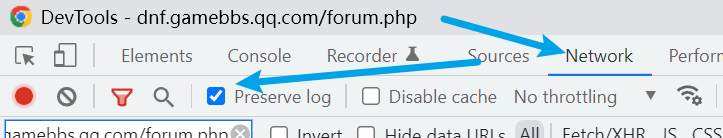 DevTools - dnf.gamebbs.qq.com/forum.php
Elements Console Recorder Sources Network Perforn
Preserve log Disable cache No throttling
gamebbs.qq.com/forum.php Invert Hide data URLs All Fetch/XHR JS CSS